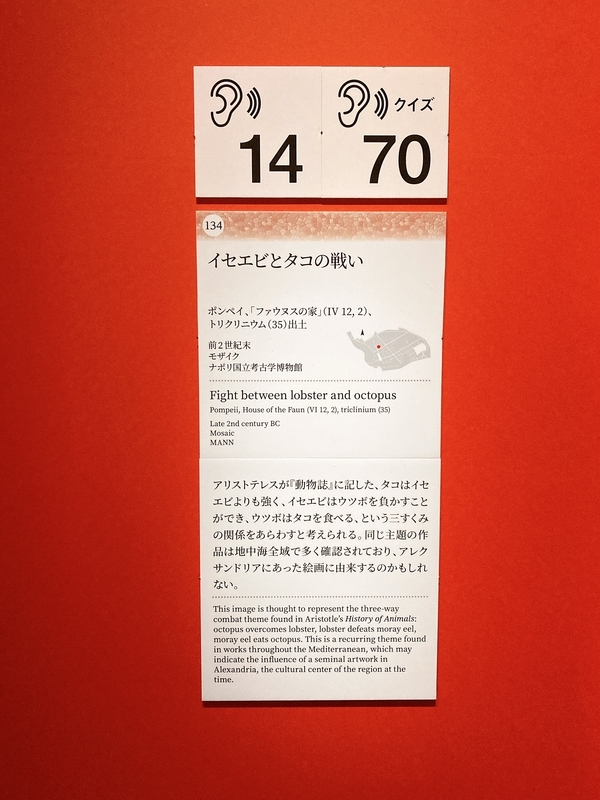 14
クイズ
70
134
イセエビとタコの戦い
ポンペイ、「ファウヌスの家」（IV 12, 2）、
トリクリニウム（35）出土
前2世紀末
モザイク
ナポリ国立考古学博物館
Fight between lobster and octopus
Pompeii, House of the Faun (VI 12, 2), triclinium (35)
Late 2nd century BC
Mosaic
MANN
アリストテレスが『動物誌』に記した、タコはイセ
エビよりも強く、イセエビはウツボを負かすこと
ができ、ウツボはタコを食べる、という三すくみ
の関係をあらわすと考えられる。同じ主題の作
品は地中海全域で多く確認されており、アレク
サンドリアにあった絵画に由来するのかもしれ
ない。
This image is thought to represent the three-way
combat theme found in Aristotle's History of Animals:
octopus overcomes lobster, lobster defeats moray eel,
moray eel eats octopus. This is a recurring theme found
in works throughout the Mediterranean, which may
indicate the influence of a seminal artwork in
Alexandria, the cultural center of the region at the
time.